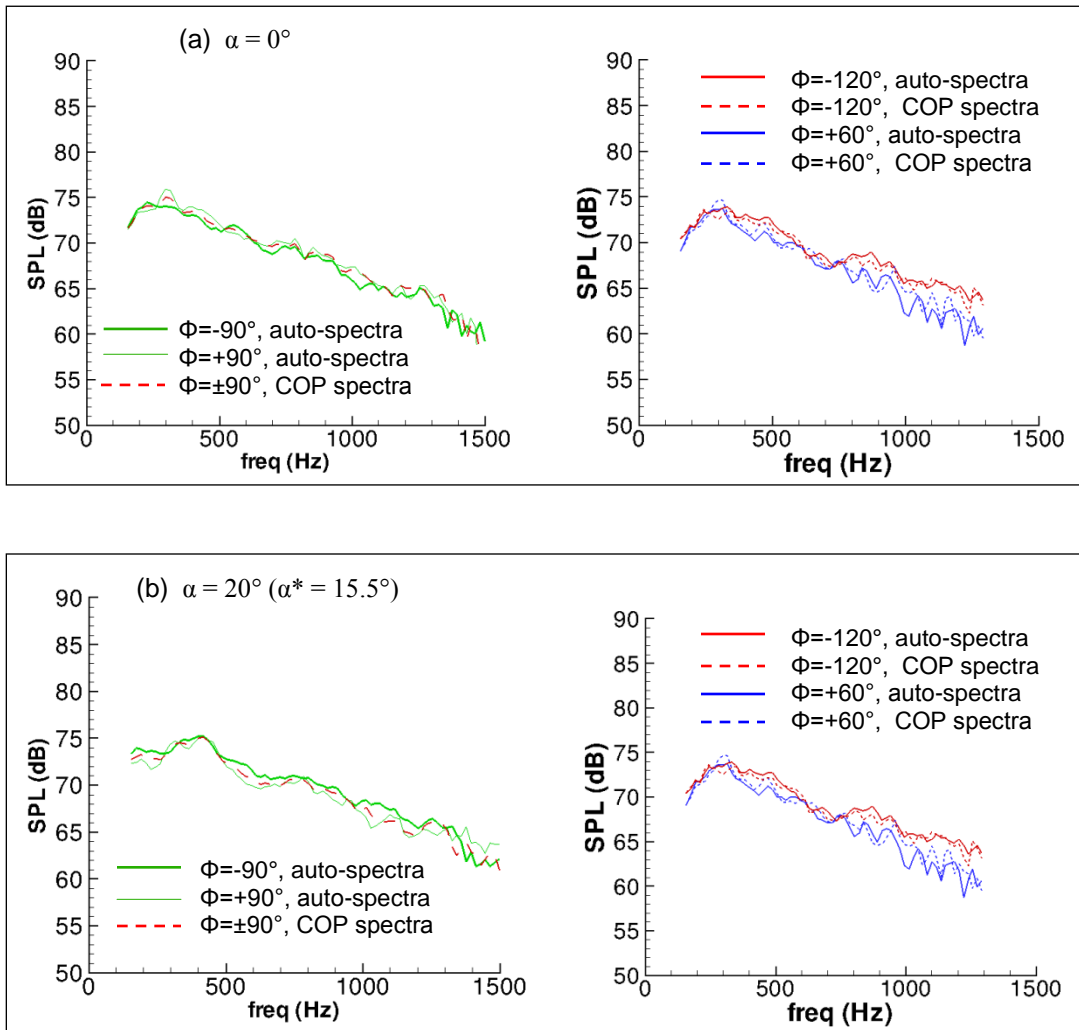 (a) α = 0°
90
85
80
75
70
65
60
55
50
SPL (dB)
0
500
1000
1500
freq (Hz)
Φ=-90°, auto-spectra
Φ=+90°, auto-spectra
Φ=±90°, COP spectra
90
85
80
75
70
65
60
55
50
SPL (dB)
0
500
1000
1500
freq (Hz)
Φ=-120°, auto-spectra
Φ=-120°, COP spectra
Φ=+60°, auto-spectra
Φ=+60°, COP spectra
(b) α = 20° (α* = 15.5°)
90
85
80
75
70
65
60
55
50
SPL (dB)
0
500
1000
1500
freq (Hz)
Φ=-90°, auto-spectra
Φ=+90°, auto-spectra
Φ=±90°, COP spectra
90
85
80
75
70
65
60
55
50
SPL (dB)
0
500
1000
1500
freq (Hz)
Φ=-120°, auto-spectra
Φ=-120°, COP spectra
Φ=+60°, auto-spectra
Φ=+60°, COP spectra